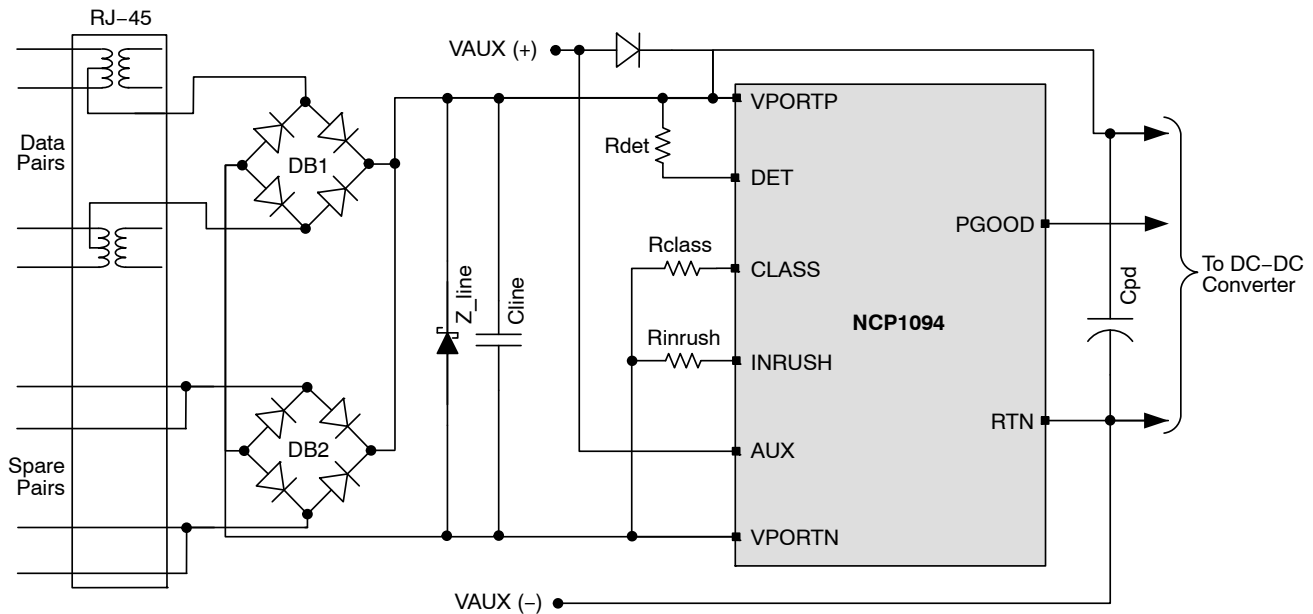 RJ−45
VAUX (+)
Data
Pairs
DB1
Rdet
VPORTP
DET
PGOOD
Rclass
CLASS
Z_line
Cline
Rinrush
INRUSH
NCP1094
Cpd
To DC−DC
Converter
RTN
DB2
AUX
Spare
Pairs
VPORTN
VAUX (−)